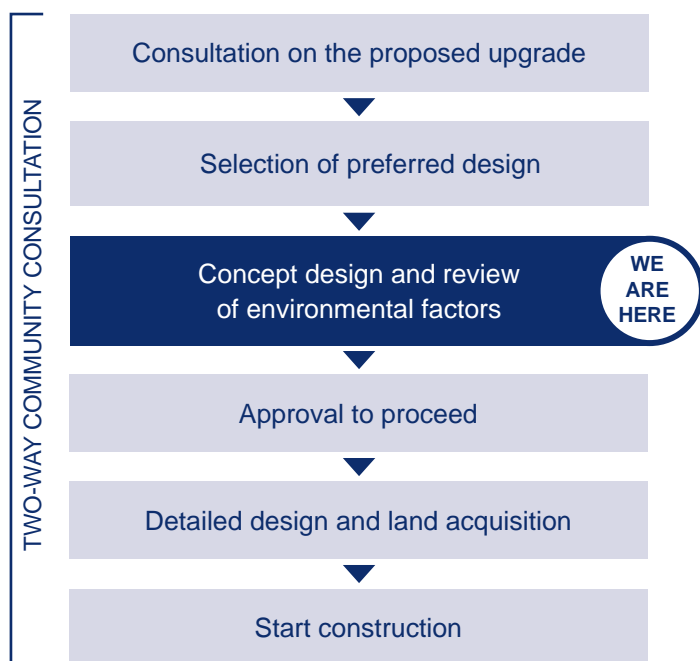 TWO-WAY COMMUNITY CONSULTATION
Consultation on the proposed upgrade
Selection of preferred design
Concept design and review
of environmental factors
WE
ARE
HERE
Approval to proceed
Detailed design and land acquisition
Start construction